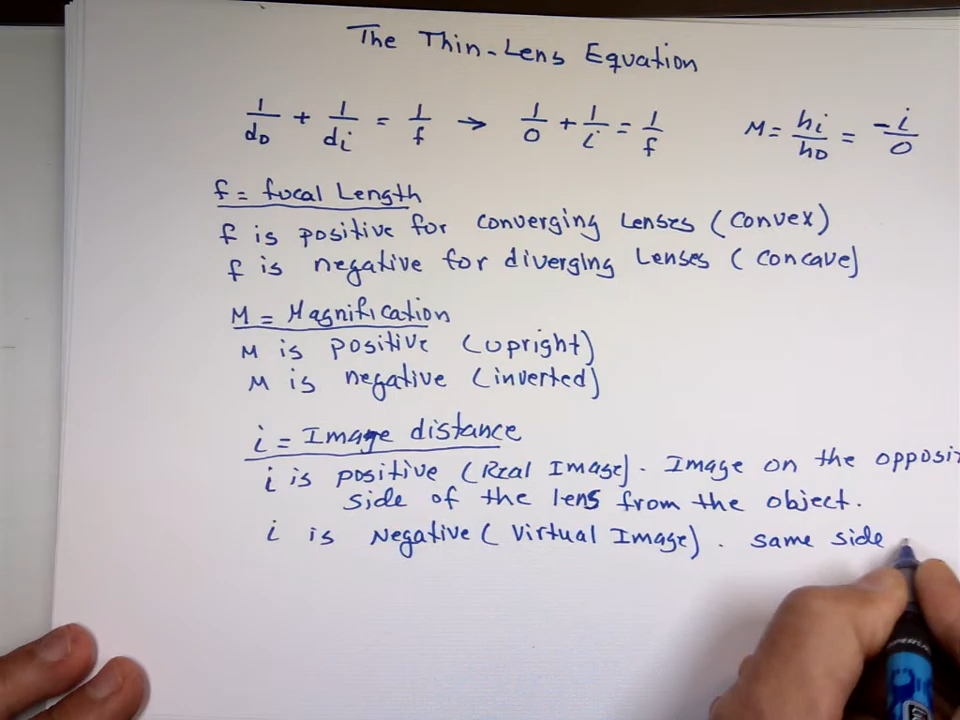 The Thin-Lens Equation
1/do + 1/di = 1/f → 1/o + 1/i = 1/f M = hi/ho = -i/o
f = focal Length
f is positive for converging Lenses (convex)
f is negative for diverging Lenses (concave)
M = Magnification
M is positive (upright)
M is negative (inverted)
i = Image distance
i is positive (Real Image). Image on the opposit
side of the lens from the object.
i is Negative (Virtual Image). same side